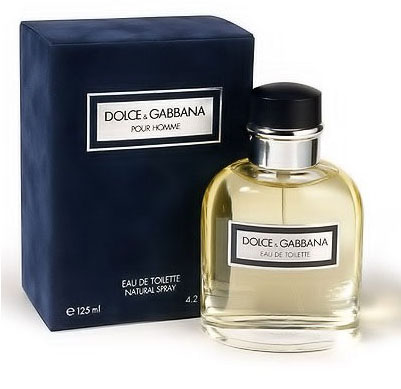 DOLCE & GABBANA
POUR HOMME
EAU DE TOILETTE
NATURAL SPRAY
℮ 125 ml 4.2
DOLCE & GABBANA
EAU DE TOILETTE